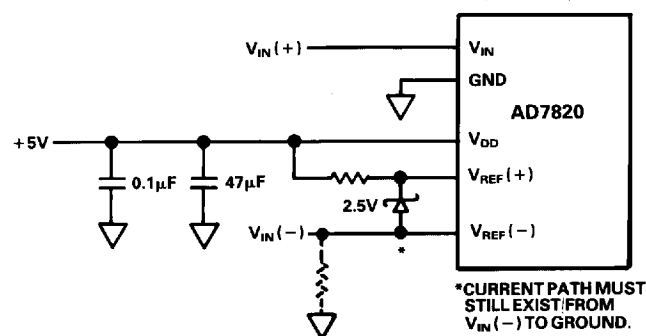 V_IN(+)
V_IN
GND
AD7820
+5V
V_DD
0.1µF
47µF
V_REF(+)
2.5V
V_IN(−)
V_REF(−)
*
*CURRENT PATH MUST
STILL EXIST FROM
V_IN(−) TO GROUND.